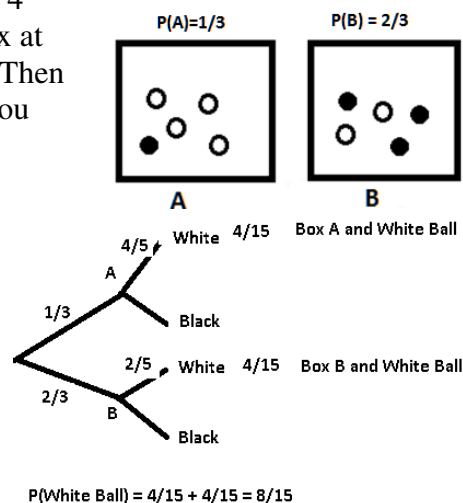 4
P(A)=1/3 P(B) = 2/3
x at
Then
ou
A B
4/5 White 4/15 Box A and White Ball
A
1/3
Black
2/5 White 4/15 Box B and White Ball
2/3
B
Black
P(White Ball) = 4/15 + 4/15 = 8/15